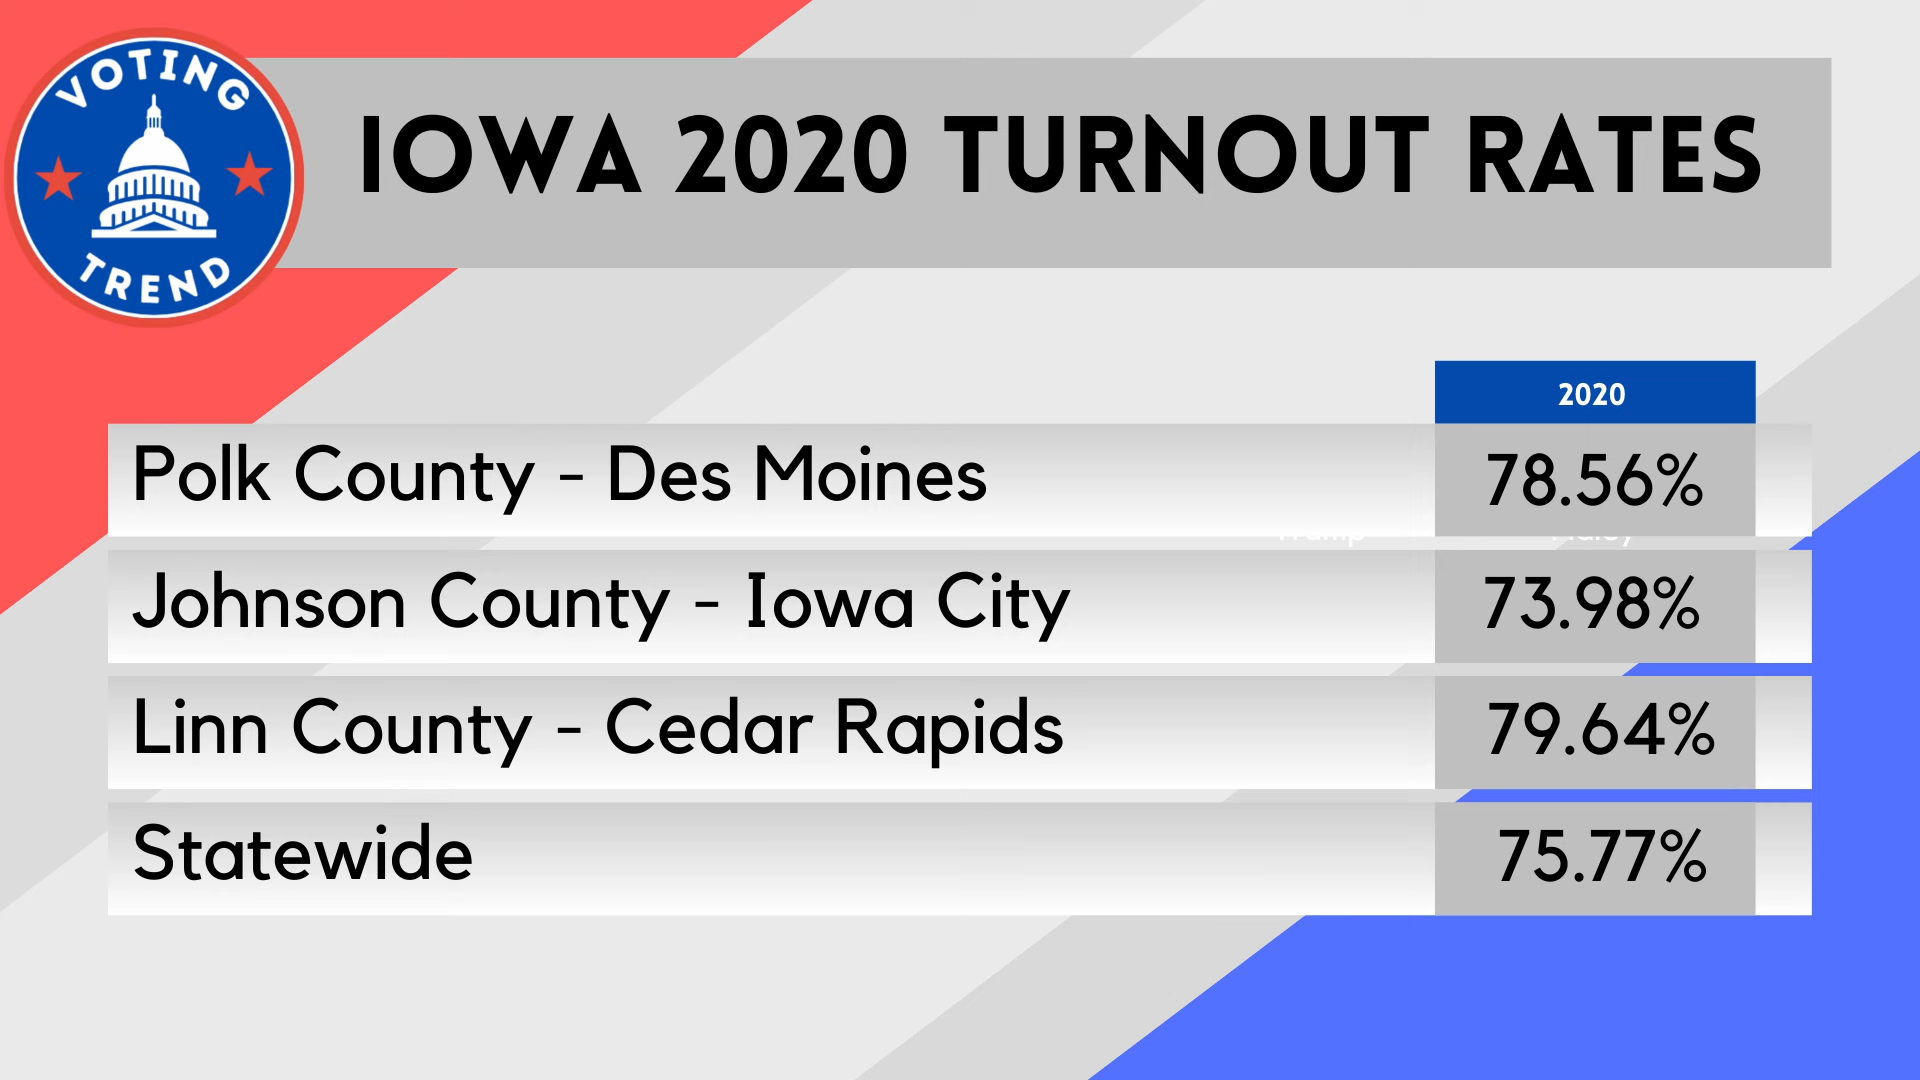 VOTING
TREND
IOWA 2020 TURNOUT RATES
2020
Polk County - Des Moines 78.56%
Johnson County - Iowa City 73.98%
Linn County - Cedar Rapids 79.64%
Statewide 75.77%